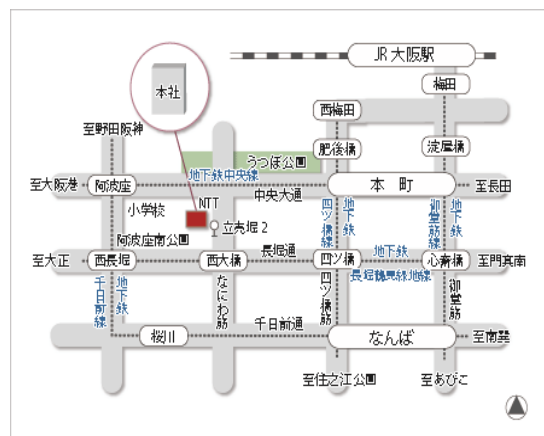 JR大阪駅
本社
梅田
西梅田
至野田阪神
肥後橋
淀屋橋
うつぼ公園
地下鉄中央線
至大阪港
阿波座
中央大通
本町
至長田
小学校
NTT
立売堀2
阿波座南公園
四ツ橋線
地下鉄
御堂筋線
地下鉄
至大正
西長堀
西大橋
長堀通
四ツ橋
地下鉄
心斎橋
至門真南
長堀鶴見緑地線
千日前線
地下鉄
なにわ筋
四ツ橋筋
御堂筋
桜川
千日前通
なんば
至南巽
至住之江公園
至あびこ